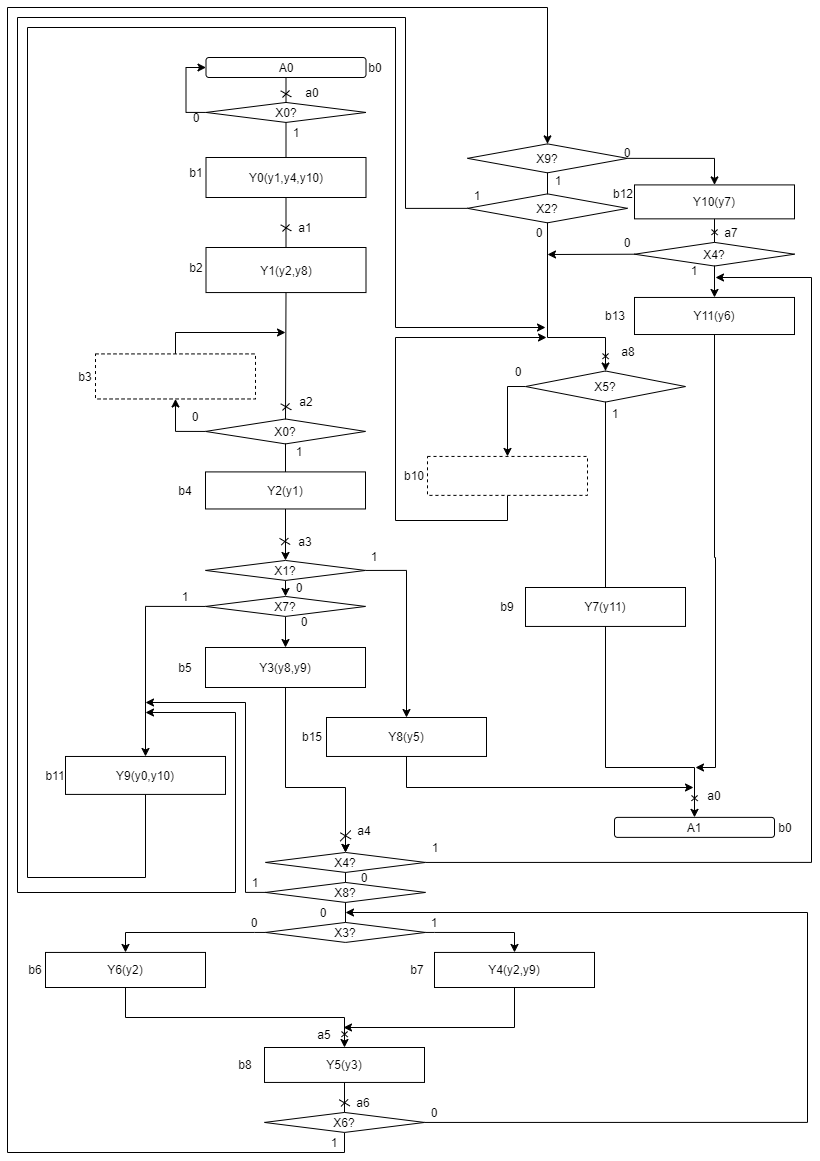 A0
b0
a0
X0?
0
1
b1
Y0(y1,y4,y10)
a1
b2
Y1(y2,y8)
b3
a2
0
X0?
1
b4
Y2(y1)
a3
X1?
1
0
1
X7?
0
b5
Y3(y8,y9)
b15
Y8(y5)
b11
Y9(y0,y10)
a4
X4?
1
0
1
X8?
0
0
X3?
1
b6
Y6(y2)
b7
Y4(y2,y9)
a5
b8
Y5(y3)
a6
X6?
0
1
X9?
0
1
1
X2?
0
b12
Y10(y7)
a7
0
X4?
1
b13
Y11(y6)
a8
0
X5?
1
b10
b9
Y7(y11)
a0
A1
b0